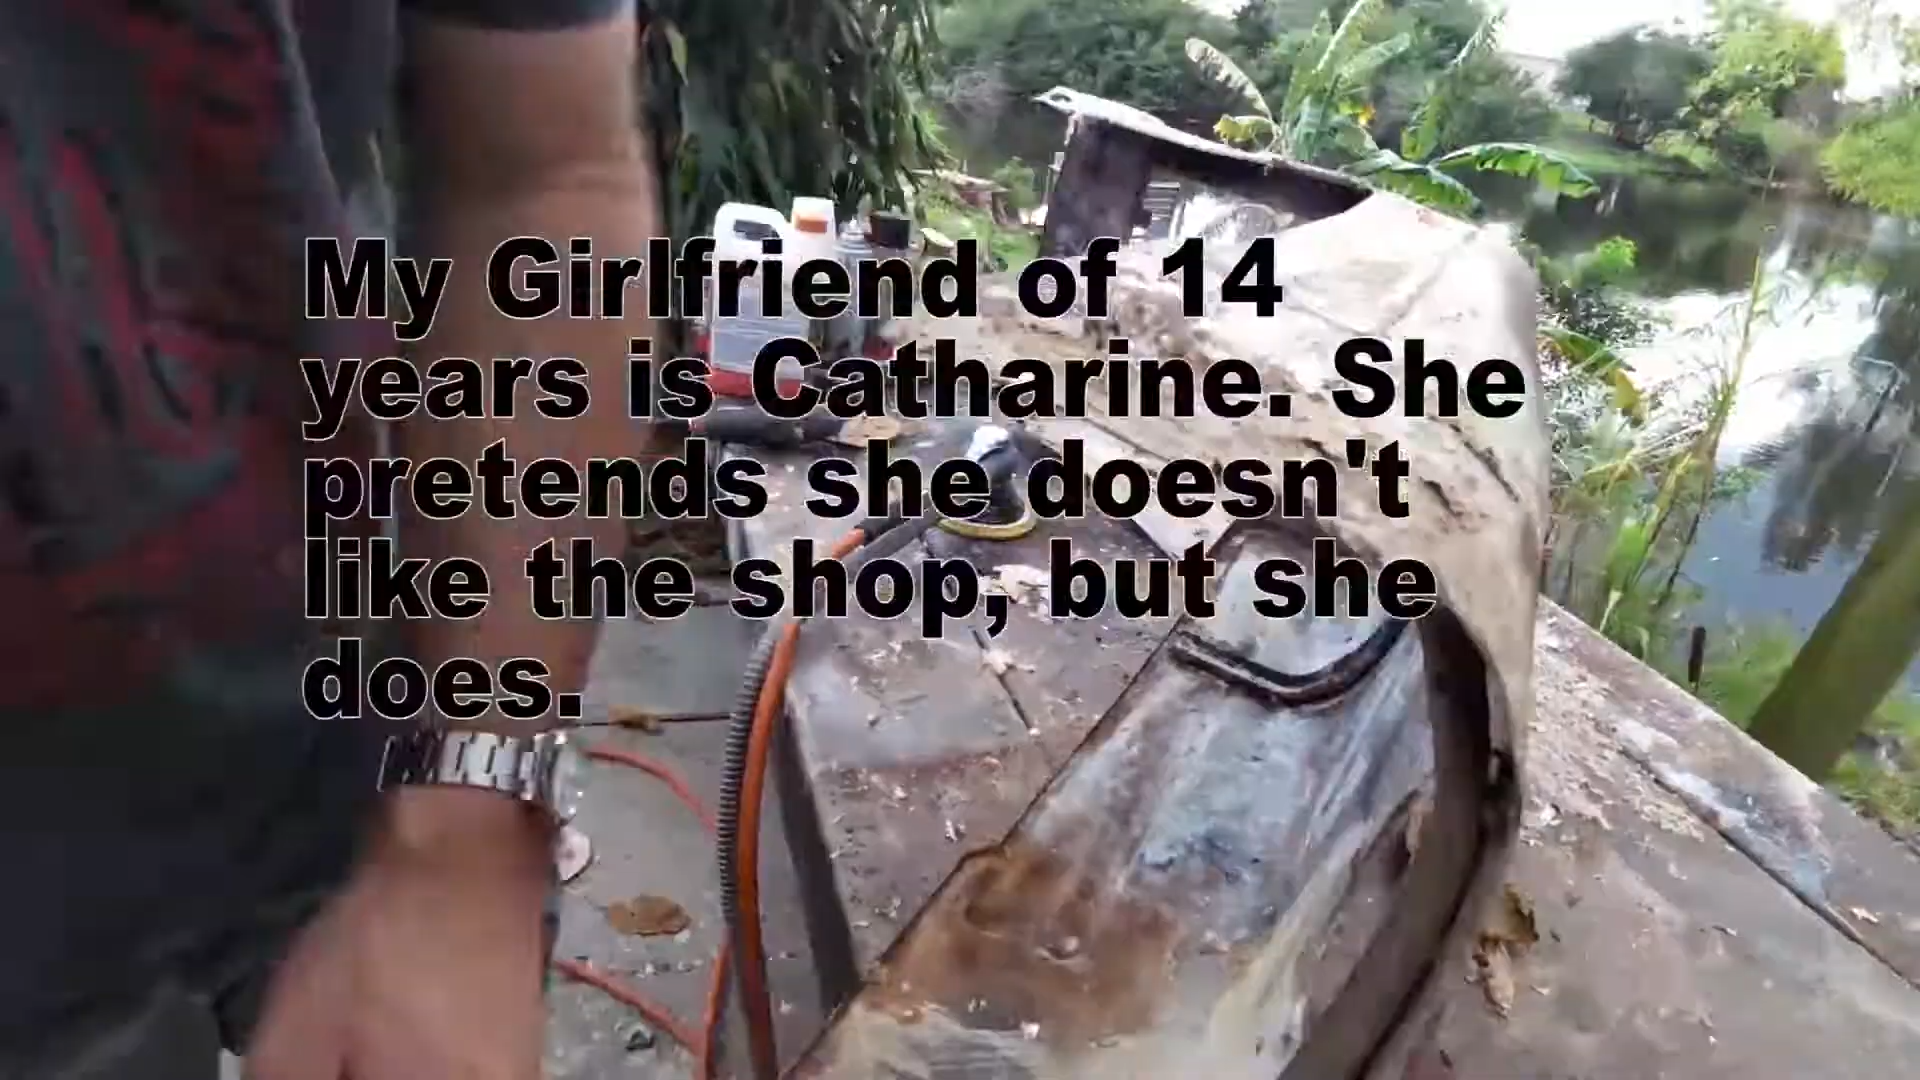 My Girlfriend of 14
years is Catharine. She
pretends she doesn't
like the shop, but she
does.